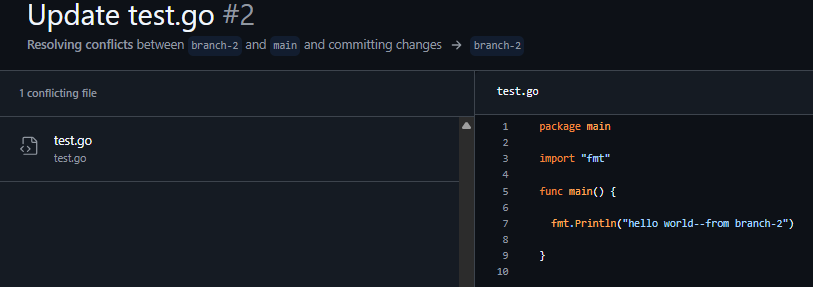 Update test.go #2
Resolving conflicts between branch-2 and main and committing changes → branch-2
1 conflicting file
test.go
test.go
test.go
1 package main
2
3 import "fmt"
4
5 func main() {
6
7 fmt.Println("hello world--from branch-2")
8
9 }
10